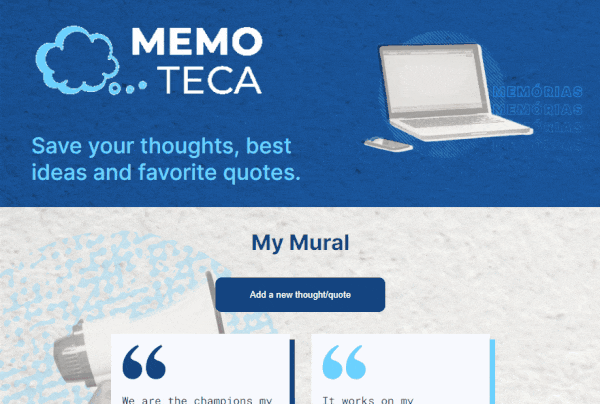 MEMO
TECA
MEMÓRIAS
MEMÓRIAS
MEMÓRIAS
Save your thoughts, best
ideas and favorite quotes.
My Mural
Add a new thought/quote
We are the champions my
It works on my